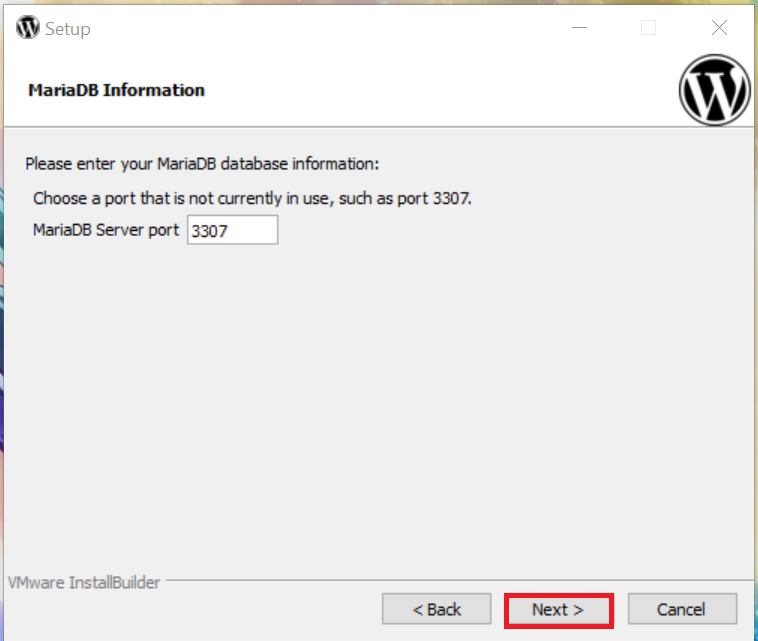 Setup
MariaDB Information
Please enter your MariaDB database information:
Choose a port that is not currently in use, such as port 3307.
MariaDB Server port 3307
VMware InstallBuilder
< Back Next > Cancel